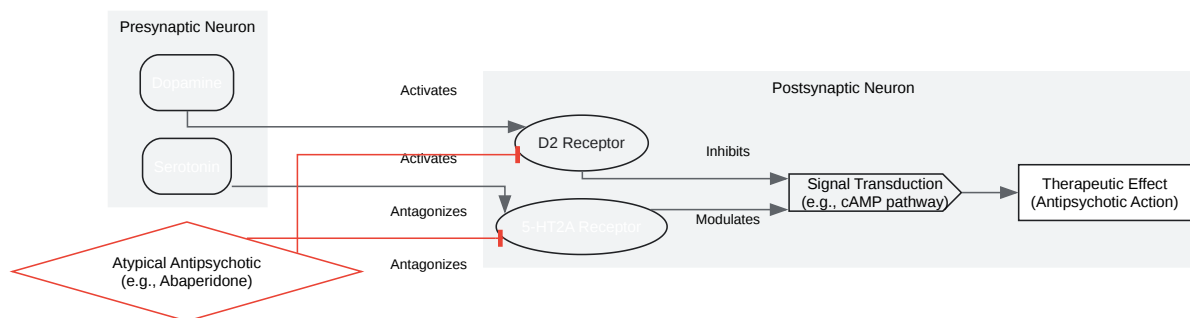 Presynaptic Neuron
Dopamine
Serotonin
Activates
Activates
Antagonizes
Antagonizes
Atypical Antipsychotic
(e.g., Abaperidone)
Postsynaptic Neuron
D2 Receptor
5-HT2A Receptor
Inhibits
Modulates
Signal Transduction
(e.g., cAMP pathway)
Therapeutic Effect
(Antipsychotic Action)